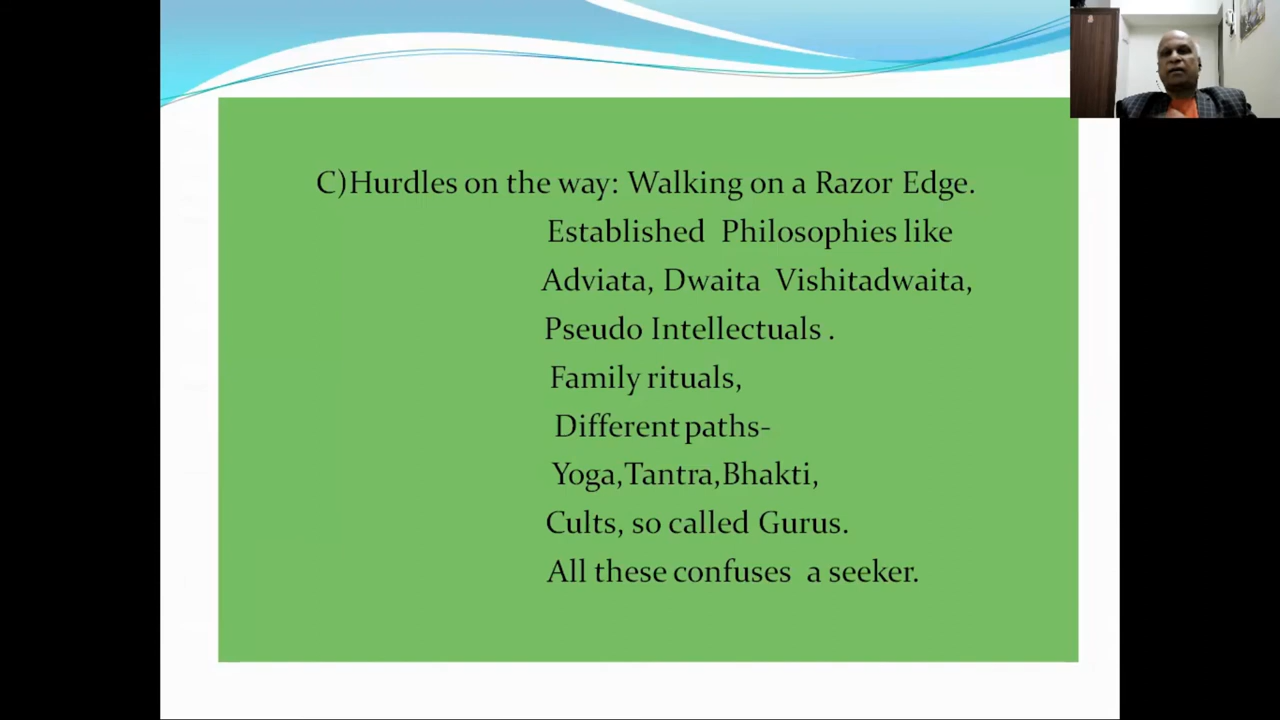 C)Hurdles on the way: Walking on a Razor Edge.
Established Philosophies like
Adviata, Dwaita Vishitadwaita,
Pseudo Intellectuals .
Family rituals,
Different paths-
Yoga,Tantra,Bhakti,
Cults, so called Gurus.
All these confuses a seeker.